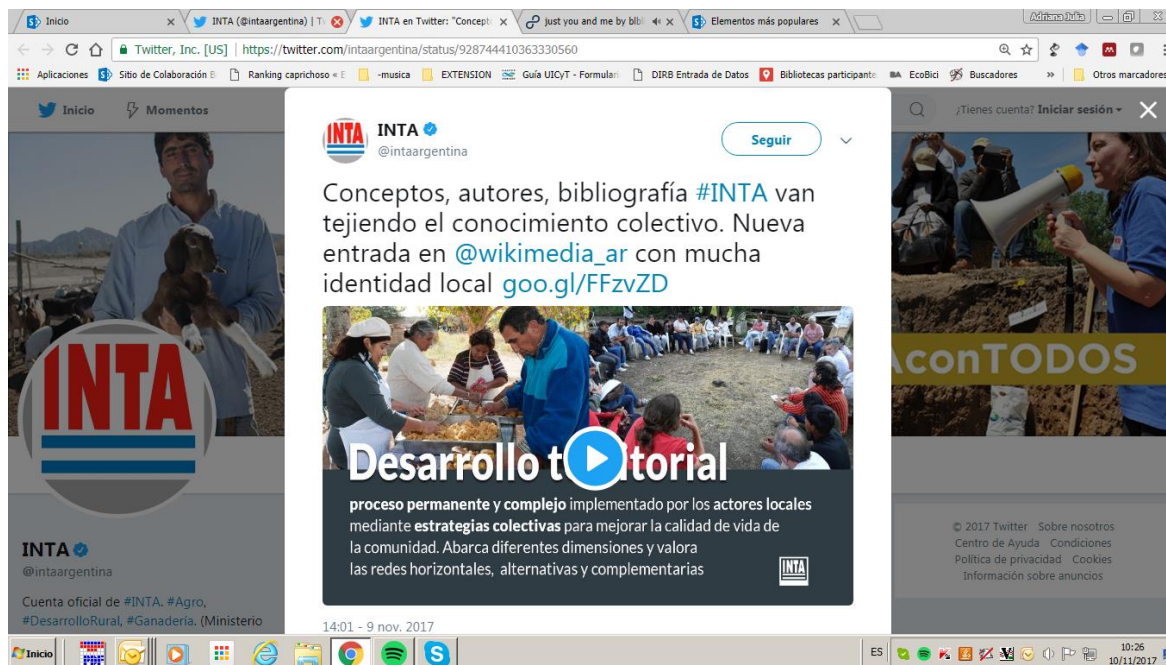 Inicio
INTA (@intaargentina) | T
INTA en Twitter: "Concept
just you and me by bibl
Elementos más populares
Adriana Julia
Twitter, Inc. [US] | https://twitter.com/intaargentina/status/928744410363330560
Aplicaciones
Sitio de Colaboración
Ranking caprichoso « E
-musica
EXTENSION
Guía UICyT - Formulari
DIRB Entrada de Datos
Bibliotecas participante
EcoBici
Buscadores
»
Otros marcadores
Inicio
Momentos
¿Tienes cuenta? Iniciar sesión
INTA
@intaargentina
Seguir
Conceptos, autores, bibliografía #INTA van
tejiendo el conocimiento colectivo. Nueva
entrada en @wikimedia_ar con mucha
identidad local goo.gl/FFzvZD
AconTODOS
INTA
Desarrollo t itorial
proceso permanente y complejo implementado por los actores locales
mediante estrategias colectivas para mejorar la calidad de vida de
la comunidad. Abarca diferentes dimensiones y valora
las redes horizontales, alternativas y complementarias
INTA
INTA
@intaargentina
Cuenta oficial de #INTA. #Agro,
#DesarrolloRural, #Ganadería. (Ministerio
© 2017 Twitter Sobre nosotros
Centro de Ayuda Condiciones
Política de privacidad Cookies
Información sobre anuncios
14:01 - 9 nov. 2017
Inicio
ES
10:26
10/11/2017